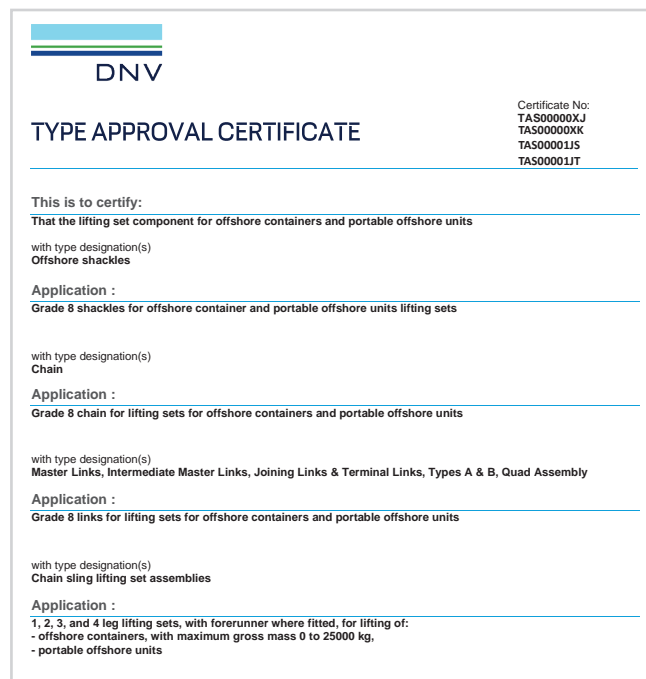 DNV
Certificate No:
TAS00000XJ
TAS00000XK
TAS00001JS
TAS00001JT
TYPE APPROVAL CERTIFICATE
This is to certify:
That the lifting set component for offshore containers and portable offshore units
with type designation(s)
Offshore shackles
Application :
Grade 8 shackles for offshore container and portable offshore units lifting sets
with type designation(s)
Chain
Application :
Grade 8 chain for lifting sets for offshore containers and portable offshore units
with type designation(s)
Master Links, Intermediate Master Links, Joining Links & Terminal Links, Types A & B, Quad Assembly
Application :
Grade 8 links for lifting sets for offshore containers and portable offshore units
with type designation(s)
Chain sling lifting set assemblies
Application :
1, 2, 3, and 4 leg lifting sets, with forerunner where fitted, for lifting of:
- offshore containers, with maximum gross mass 0 to 25000 kg,
- portable offshore units